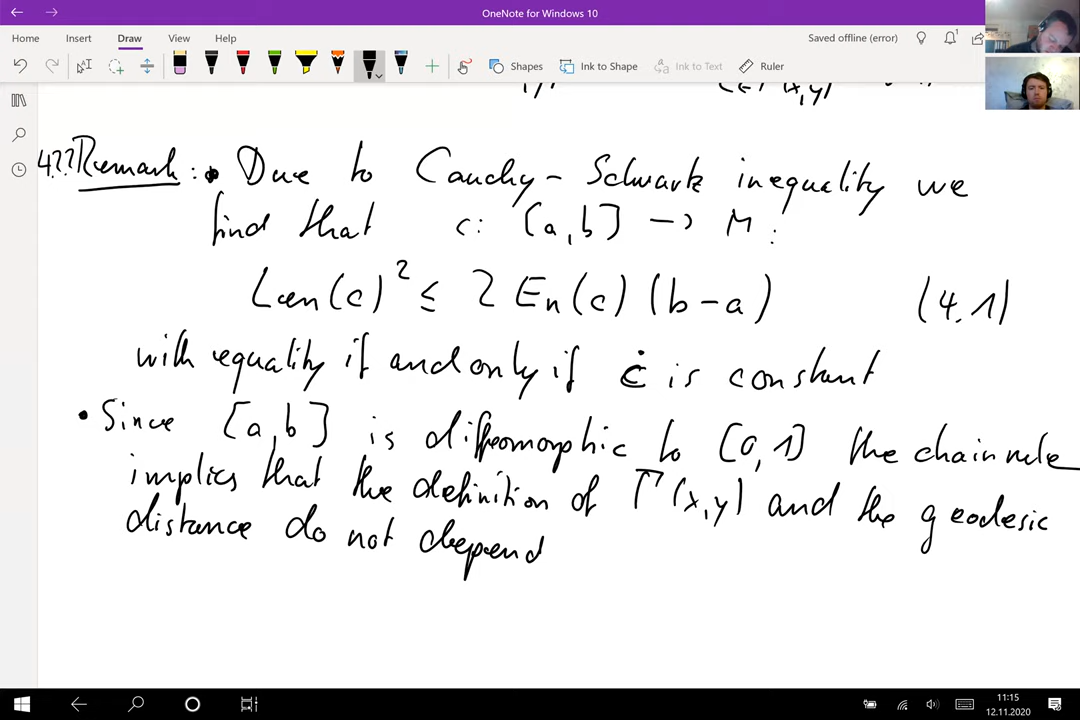 OneNote for Windows 10
Home Insert Draw View Help
Saved offline (error)
Shapes Ink to Shape Ink to Text Ruler
4.?? Remark: • Due to Cauchy-Schwartz inequality we
find that c: [a,b] → M:
Len(c)² ≤ 2 En(c) (b-a) (4.1)
with equality if and only if ċ is constant
• Since [a,b] is diffeomorphic to [0,1] the chain rule
implies that the definition of Γ(x,y) and the geodesic
distance do not depend
11:15
12.11.2020